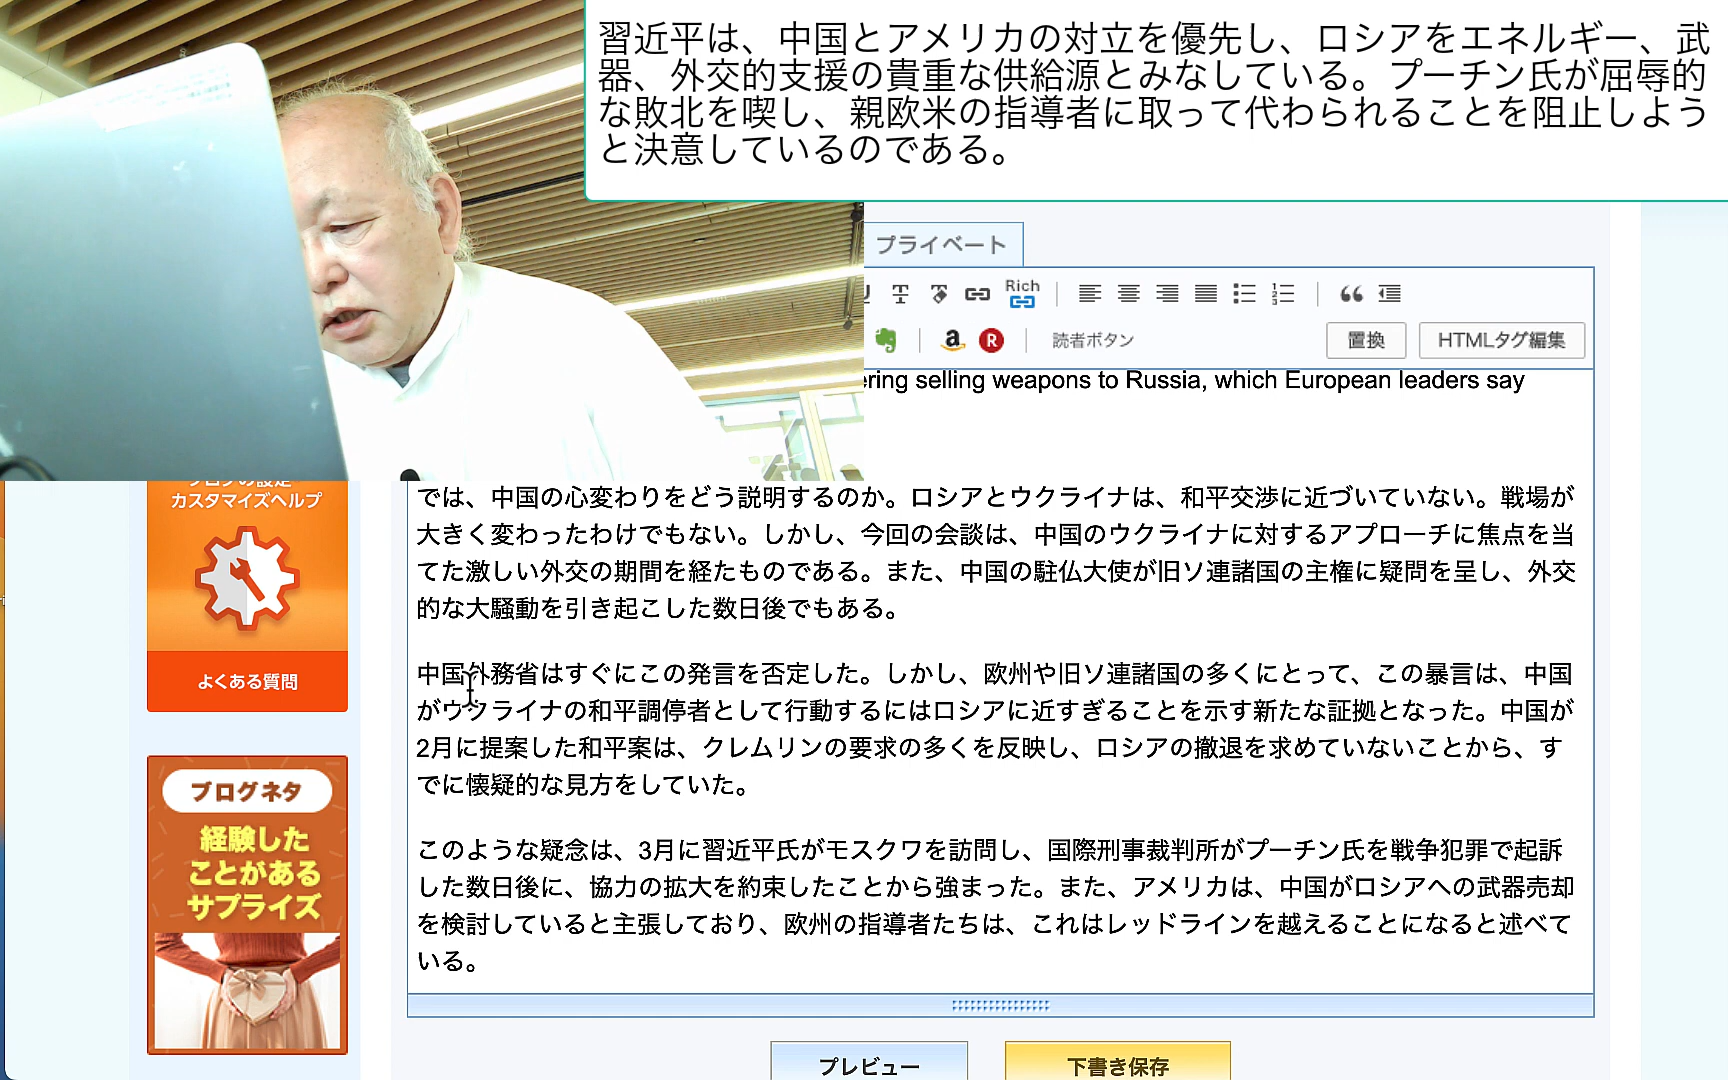 習近平は、中国とアメリカの対立を優先し、ロシアをエネルギー、武
器、外交的支援の貴重な供給源とみなしている。プーチン氏が屈辱的
な敗北を喫し、親欧米の指導者に取って代わられることを阻止しよう
と決意しているのである。
プライベート
Rich
読者ボタン
置換
HTMLタグ編集
ering selling weapons to Russia, which European leaders say
カスタマイズヘルプ
よくある質問
では、中国の心変わりをどう説明するのか。ロシアとウクライナは、和平交渉に近づいていない。戦場が
大きく変わったわけでもない。しかし、今回の会談は、中国のウクライナに対するアプローチに焦点を当
てた激しい外交の期間を経たものである。また、中国の駐仏大使が旧ソ連諸国の主権に疑問を呈し、外交
的な大騒動を引き起こした数日後でもある。
中国外務省はすぐにこの発言を否定した。しかし、欧州や旧ソ連諸国の多くにとって、この暴言は、中国
がウクライナの和平調停者として行動するにはロシアに近すぎることを示す新たな証拠となった。中国が
2月に提案した和平案は、クレムリンの要求の多くを反映し、ロシアの撤退を求めていないことから、す
でに懐疑的な見方をしていた。
このような疑念は、3月に習近平氏がモスクワを訪問し、国際刑事裁判所がプーチン氏を戦争犯罪で起訴
した数日後に、協力の拡大を約束したことから強まった。また、アメリカは、中国がロシアへの武器売却
を検討していると主張しており、欧州の指導者たちは、これはレッドラインを越えることになると述べて
いる。
ブログネタ
経験した
ことがある
サプライズ
プレビュー
下書き保存